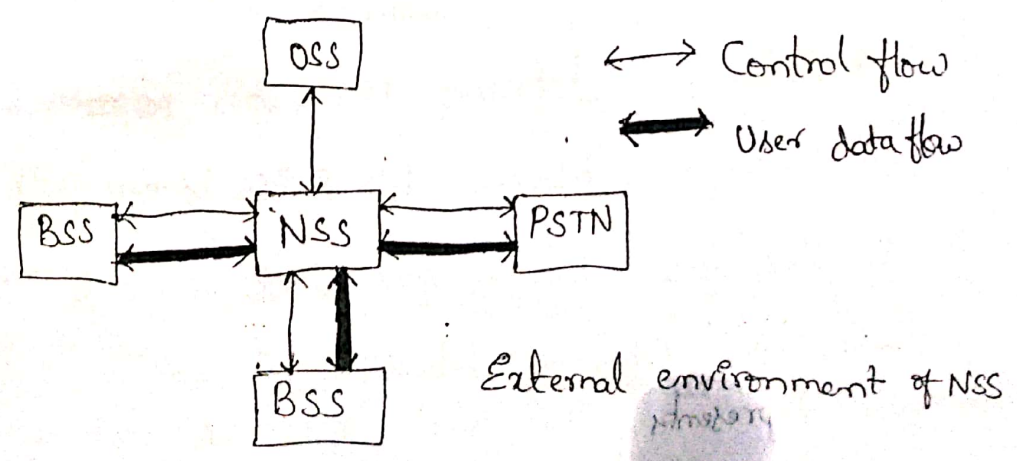 OSS
Control flow
User data flow
BSS
NSS
PSTN
BSS
External environment of NSS